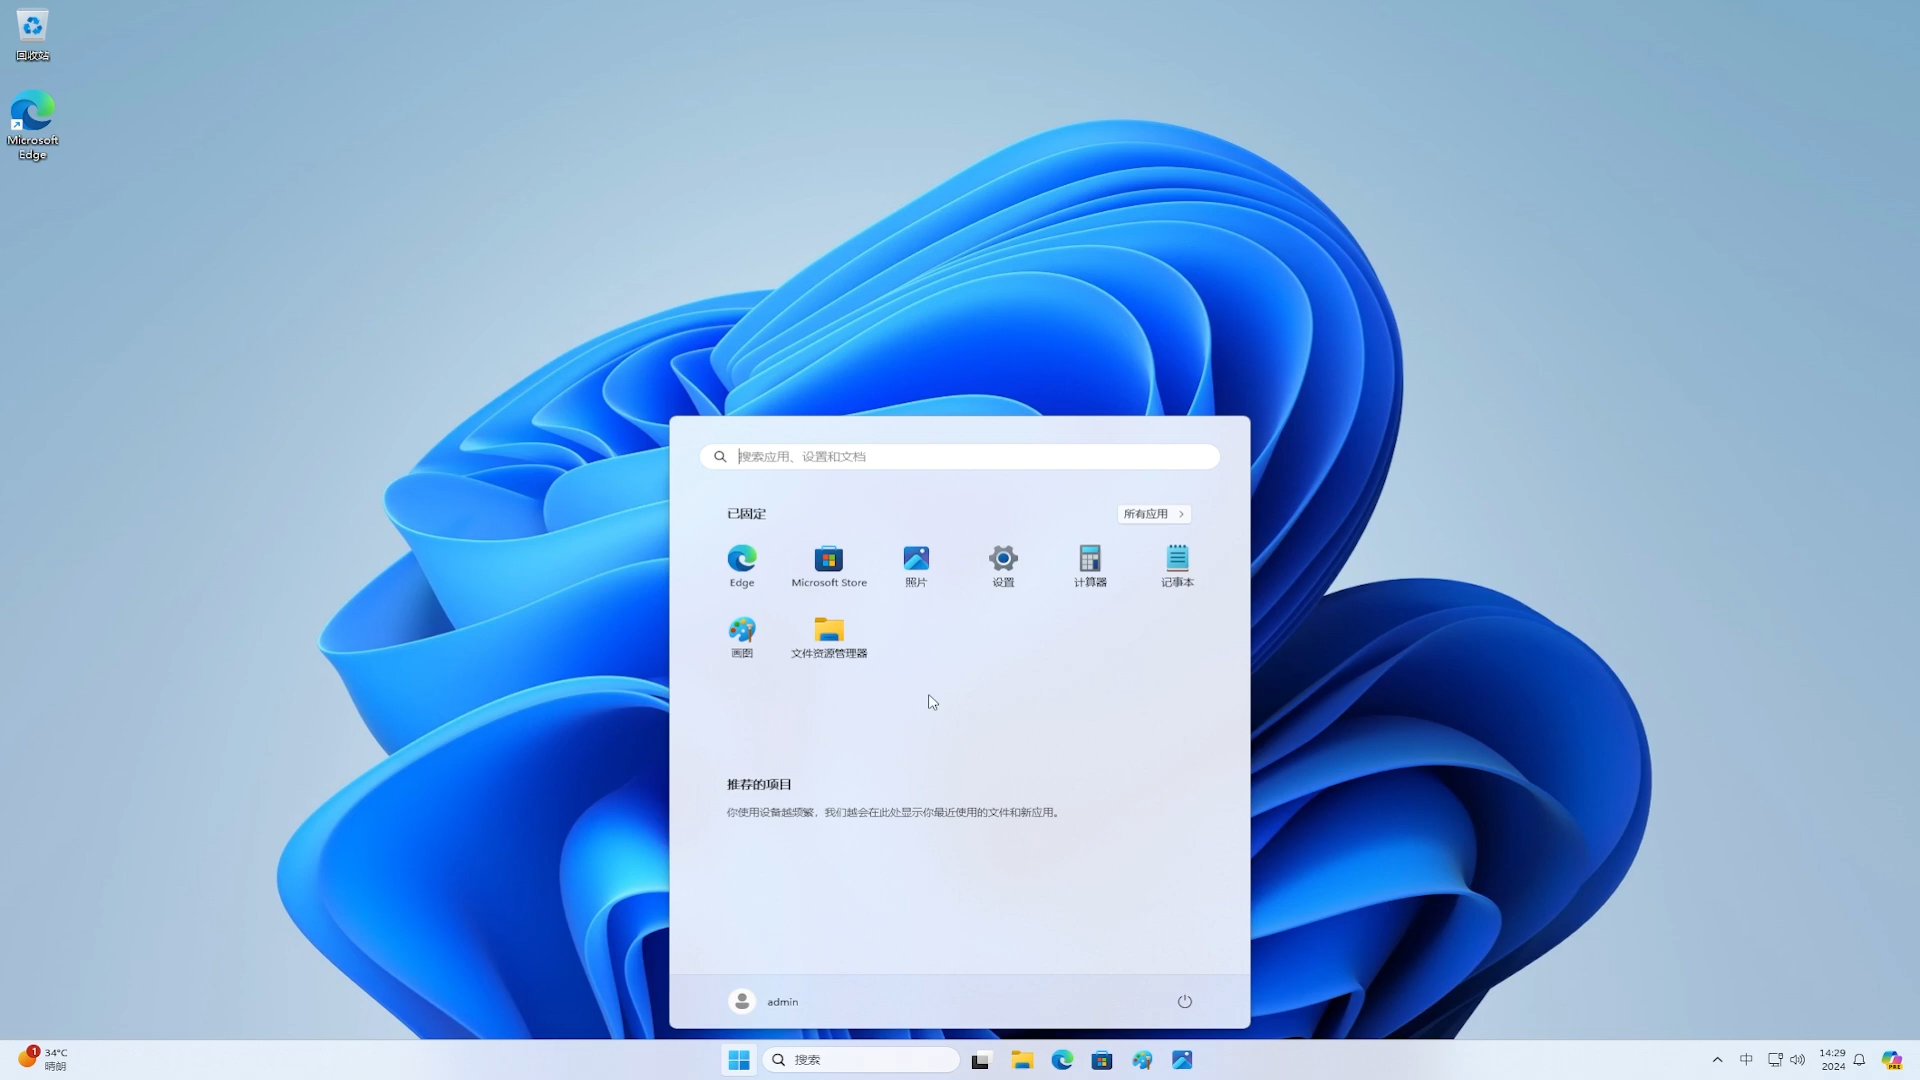 回收站
Microsoft
Edge
搜索应用、设置和文档
已固定
所有应用
Edge
Microsoft Store
照片
设置
计算器
记事本
画图
文件资源管理器
推荐的项目
你使用设备越频繁，我们越会在此处显示你最近使用的文件和新应用。
admin
1
34°C
晴朗
搜索
中
14:29
2024
PRE